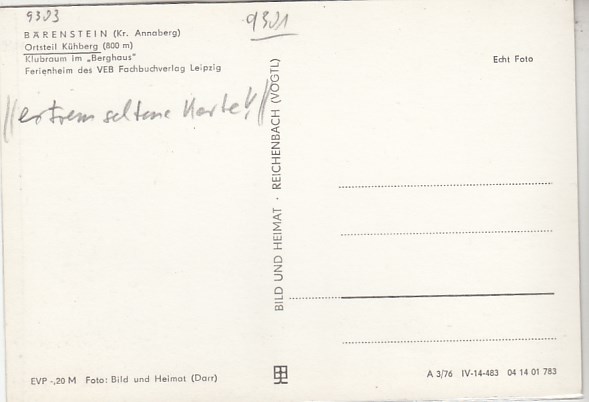 9383
9381
BÄRENSTEIN (Kr. Annaberg)
Ortsteil Kühberg (800 m)
Klubraum im „Berghaus"
Ferienheim des VEB Fachbuchverlag Leipzig
Echt Foto
//extrem seltene Karte!//
BILD UND HEIMAT · REICHENBACH (VOGTL)
EVP -,20 M Foto: Bild und Heimat (Darr)
A 3/76 IV-14-483 04 14 01 783